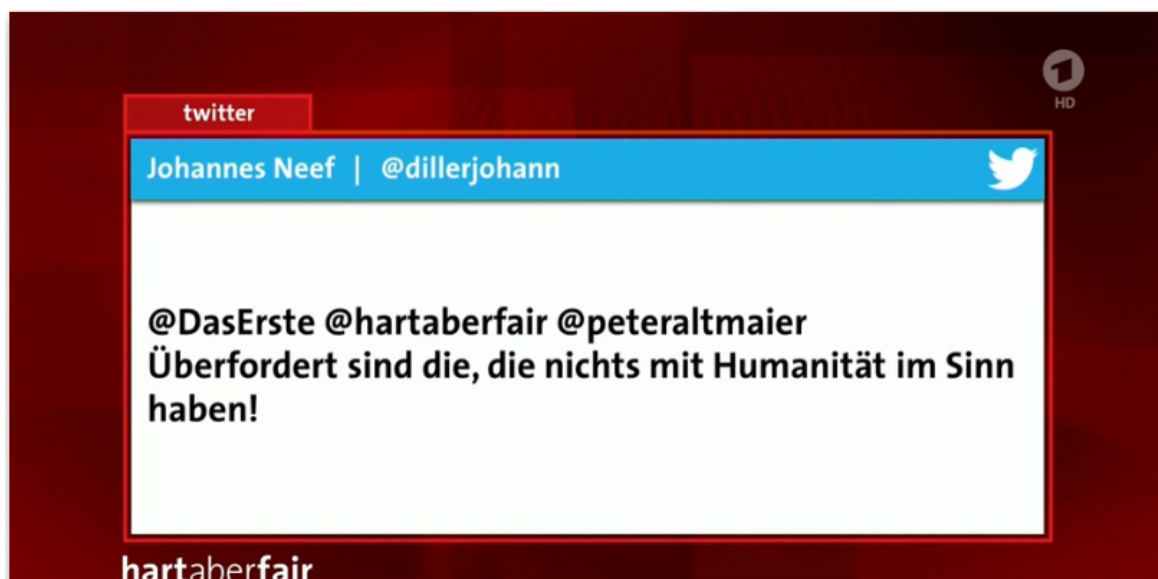 1
HD
twitter
Johannes Neef | @dillerjohann
@DasErste @hartaberfair @peteraltmaier
Überfordert sind die, die nichts mit Humanität im Sinn
haben!
hartaberfair